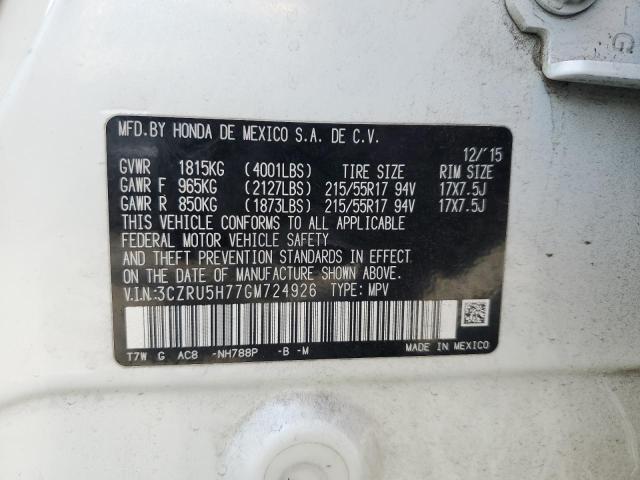 MFD.BY HONDA DE MEXICO S.A. DE C.V.
12/'15
GVWR 1815KG (4001LBS) TIRE SIZE RIM SIZE
GAWR F 965KG (2127LBS) 215/55R17 94V 17X7.5J
GAWR R 850KG (1873LBS) 215/55R17 94V 17X7.5J
THIS VEHICLE CONFORMS TO ALL APPLICABLE
FEDERAL MOTOR VEHICLE SAFETY
AND THEFT PREVENTION STANDARDS IN EFFECT
ON THE DATE OF MANUFACTURE SHOWN ABOVE.
V.I.N.:3CZRU5H77GM724926 TYPE: MPV
T7W G AC8 -NH788P -B -M MADE IN MEXICO